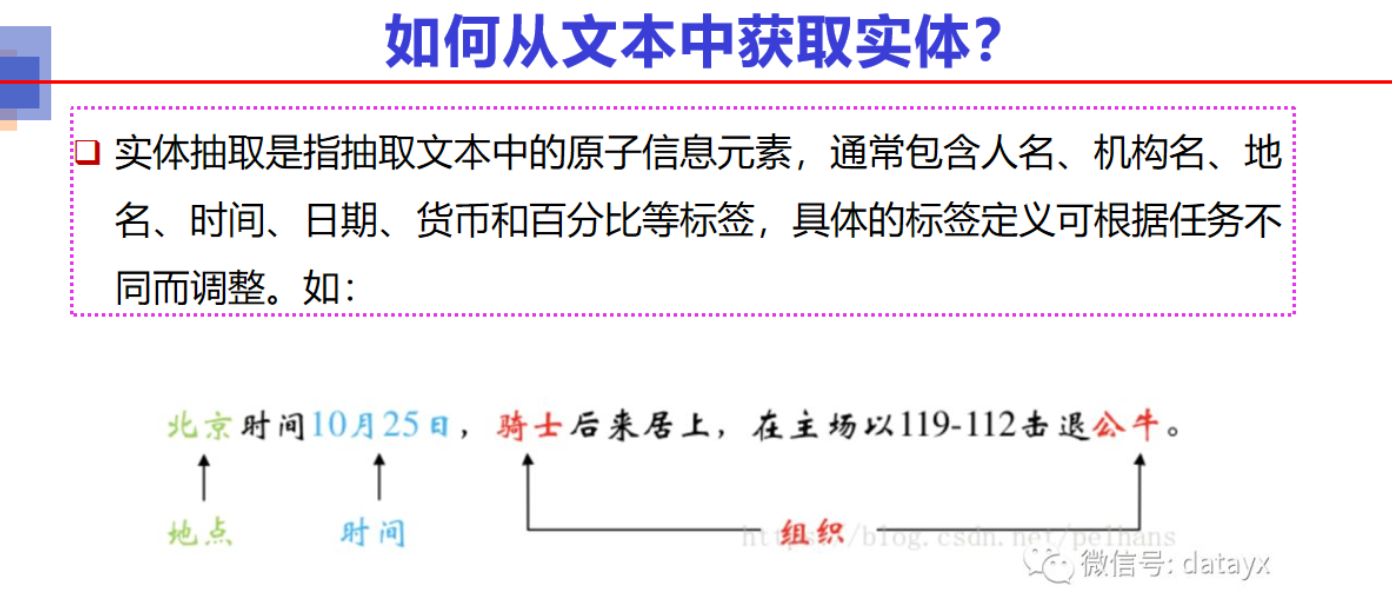 如何从文本中获取实体？
实体抽取是指抽取文本中的原子信息元素，通常包含人名、机构名、地
名、时间、日期、货币和百分比等标签，具体的标签定义可根据任务不
同而调整。如：
北京时间10月25日，骑士后来居上，在主场以119-112击退公牛。
地点 时间 组织
https://blog.csdn.net/pelhans
微信号: datayx